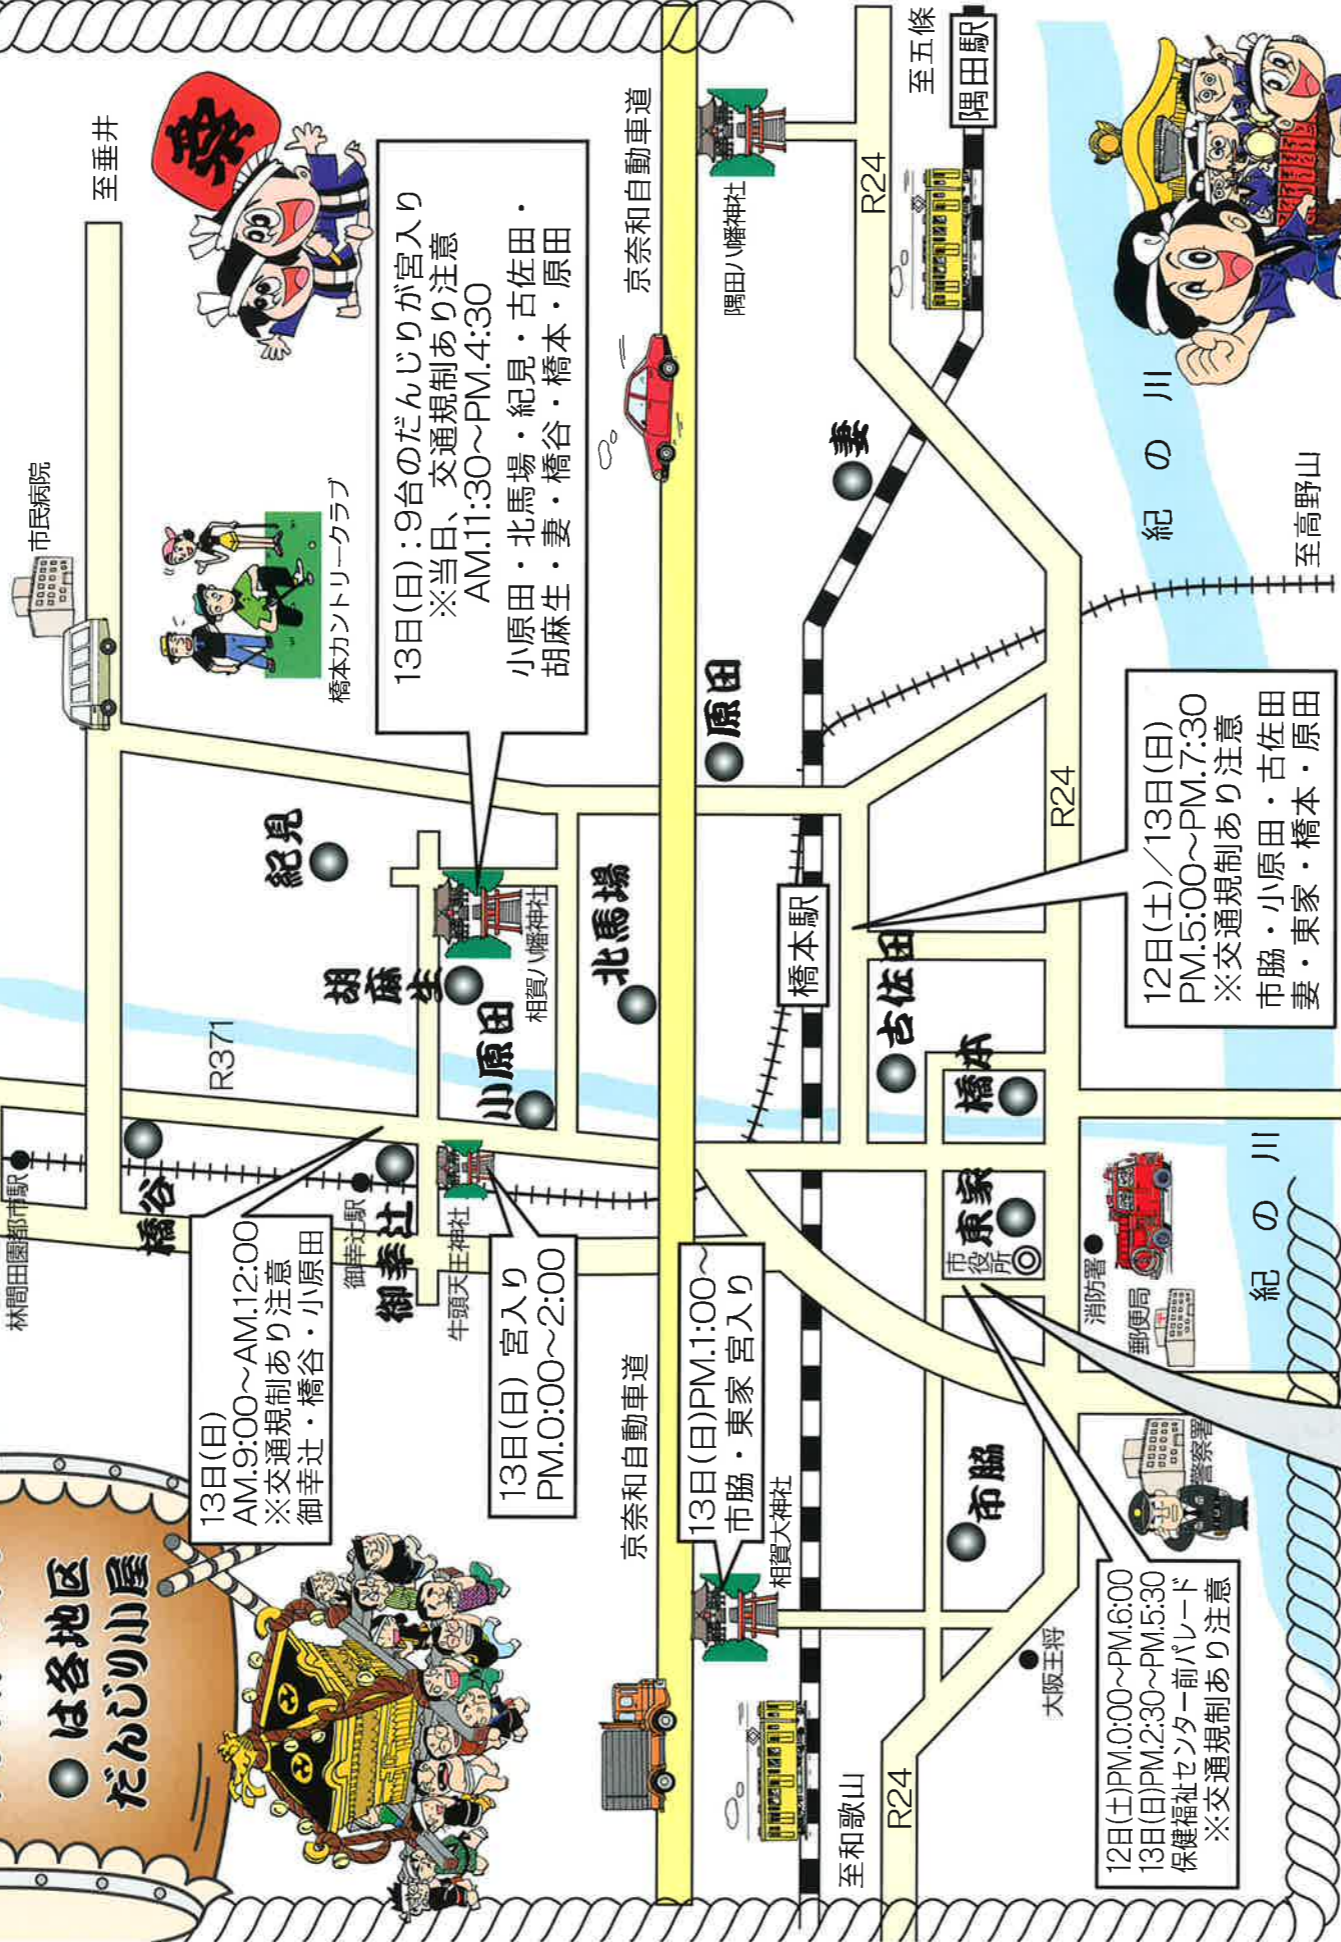 ●は各地区
だんじり小屋
林間田園都市駅
橋谷
R371
市民病院
至垂井
祭
橋本カントリークラブ
紀見
13日(日)
AM.9:00~AM.12:00
※交通規制あり注意
御幸辻・橋谷・小原田
御幸辻駅
御幸辻
胡麻生
13日(日):9台のだんじりが宮入り
※当日、交通規制あり注意
AM.11:30~PM.4:30
小原田・北馬場・紀見・古佐田・
胡麻生・妻・橋谷・橋本・原田
牛頭天王神社
小原田
相賀八幡神社
13日(日) 宮入り
PM.0:00~2:00
北馬場
京奈和自動車道
京奈和自動車道
13日(日)PM.1:00~
市脇・東家 宮入り
相賀大神社
原田
隅田八幡神社
橋本駅
妻
至和歌山
R24
古佐田
R24
至五條
隅田駅
市脇
市役所
東家
橋本
大阪王将
R24
消防署
郵便局
警察署
12日(土)PM.0:00~PM.6:00
13日(日)PM.2:30~PM.5:30
保健福祉センター前パレード
※交通規制あり注意
12日(土)/13日(日)
PM.5:00~PM.7:30
※交通規制あり注意
市脇・小原田・古佐田
妻・東家・橋本・原田
紀の川
紀の川
至高野山